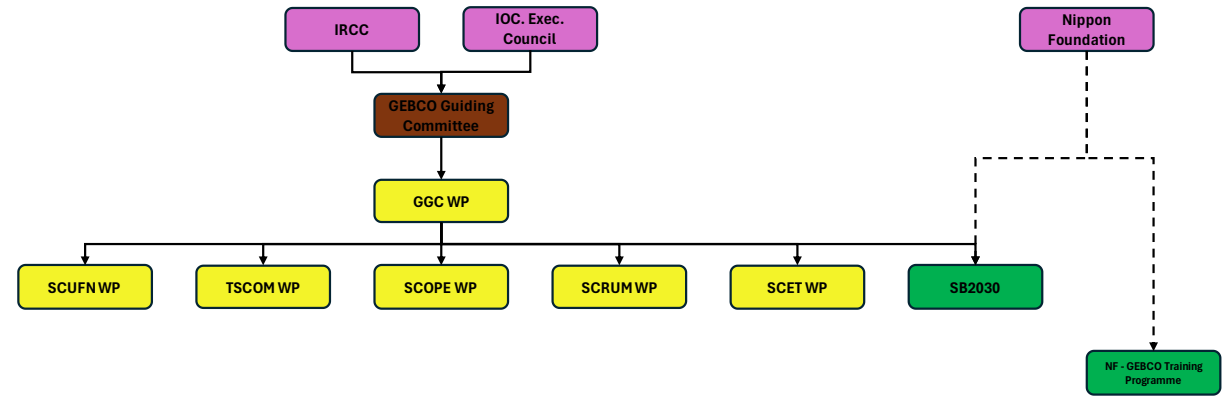 IRCC
IOC. Exec.
Council
Nippon
Foundation
GEBCO Guiding
Committee
GGC WP
SCUFN WP
TSCOM WP
SCOPE WP
SCRUM WP
SCET WP
SB2030
NF - GEBCO Training
Programme